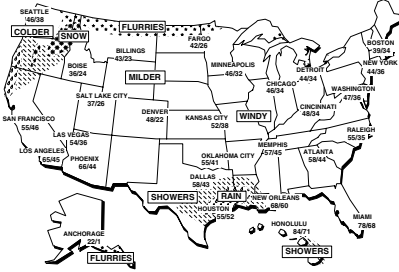 SEATTLE
46/38
COLDER
SNOW
FLURRIES
FARGO
42/26
BOSTON
39/34
BILLINGS
43/23
BOISE
36/24
MILDER
MINNEAPOLIS
46/32
DETROIT
44/34
NEW YORK
44/36
CHICAGO
46/34
WASHINGTON
47/36
SALT LAKE CITY
37/26
DENVER
48/22
KANSAS CITY
52/38
WINDY
CINCINNATI
48/34
SAN FRANCISCO
55/46
LAS VEGAS
54/36
RALEIGH
55/35
LOS ANGELES
65/45
PHOENIX
66/44
OKLAHOMA CITY
55/41
MEMPHIS
57/45
ATLANTA
58/44
DALLAS
58/43
SHOWERS
RAIN
NEW ORLEANS
68/60
HOUSTON
55/52
MIAMI
78/68
ANCHORAGE
22/1
FLURRIES
HONOLULU
84/71
SHOWERS